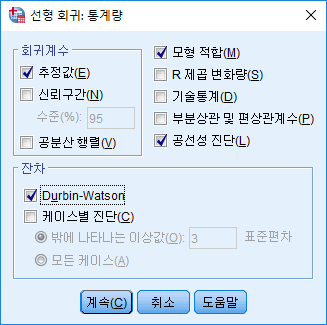 선형 회귀: 통계량
회귀계수
추정값(E)
신뢰구간(N)
수준(%): 95
공분산 행렬(V)
모형 적합(M)
R 제곱 변화량(S)
기술통계(D)
부분상관 및 편상관계수(P)
공선성 진단(L)
잔차
Durbin-Watson
케이스별 진단(C)
밖에 나타나는 이상값(O): 3 표준편차
모든 케이스(A)
계속(C) 취소 도움말